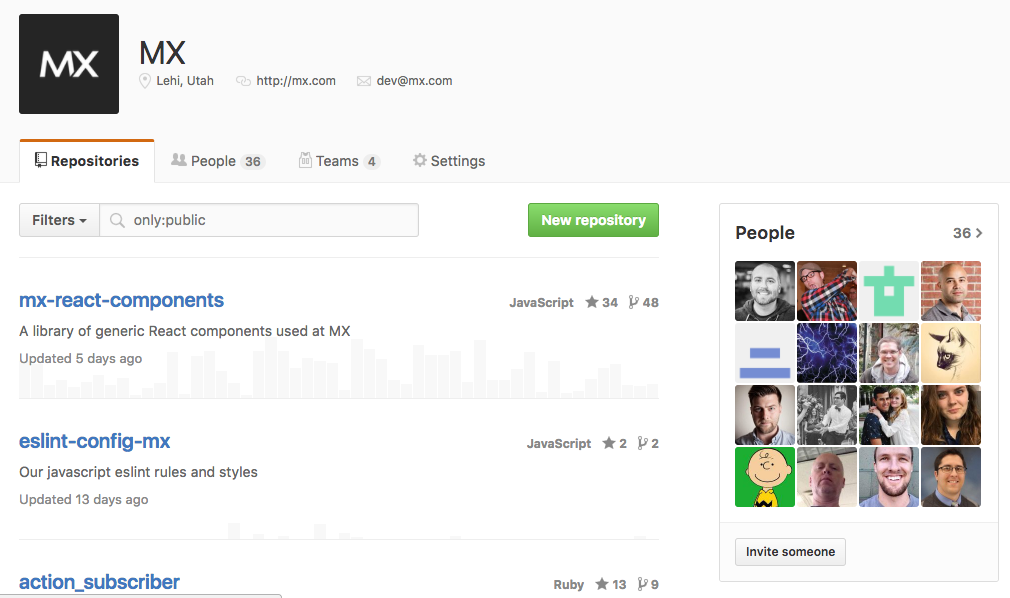 MX
MX
Lehi, Utah http://mx.com dev@mx.com
Repositories People 36 Teams 4 Settings
Filters only:public New repository
People 36
mx-react-components JavaScript 34 48
A library of generic React components used at MX
Updated 5 days ago
eslint-config-mx JavaScript 2 2
Our javascript eslint rules and styles
Updated 13 days ago
Invite someone
action_subscriber Ruby 13 9